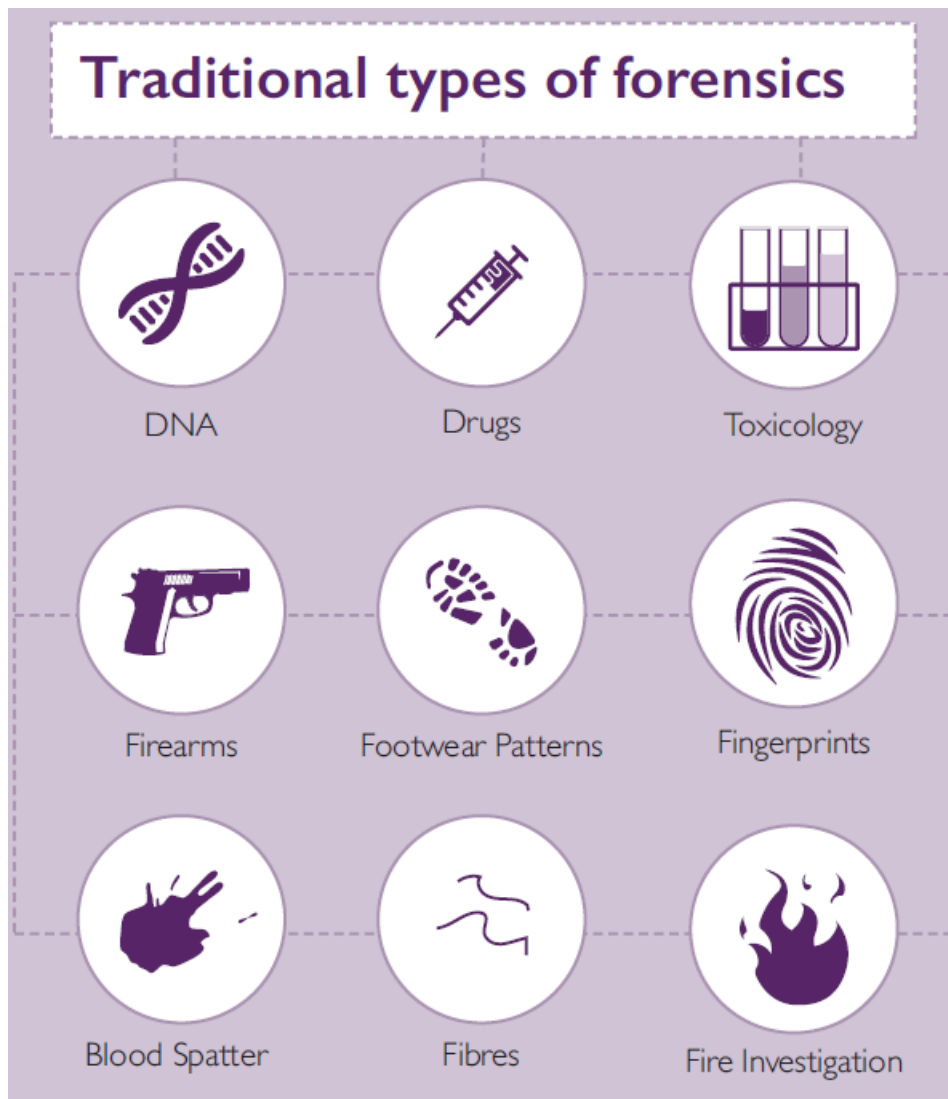 Traditional types of forensics
DNA
Drugs
Toxicology
Firearms
Footwear Patterns
Fingerprints
Blood Spatter
Fibres
Fire Investigation